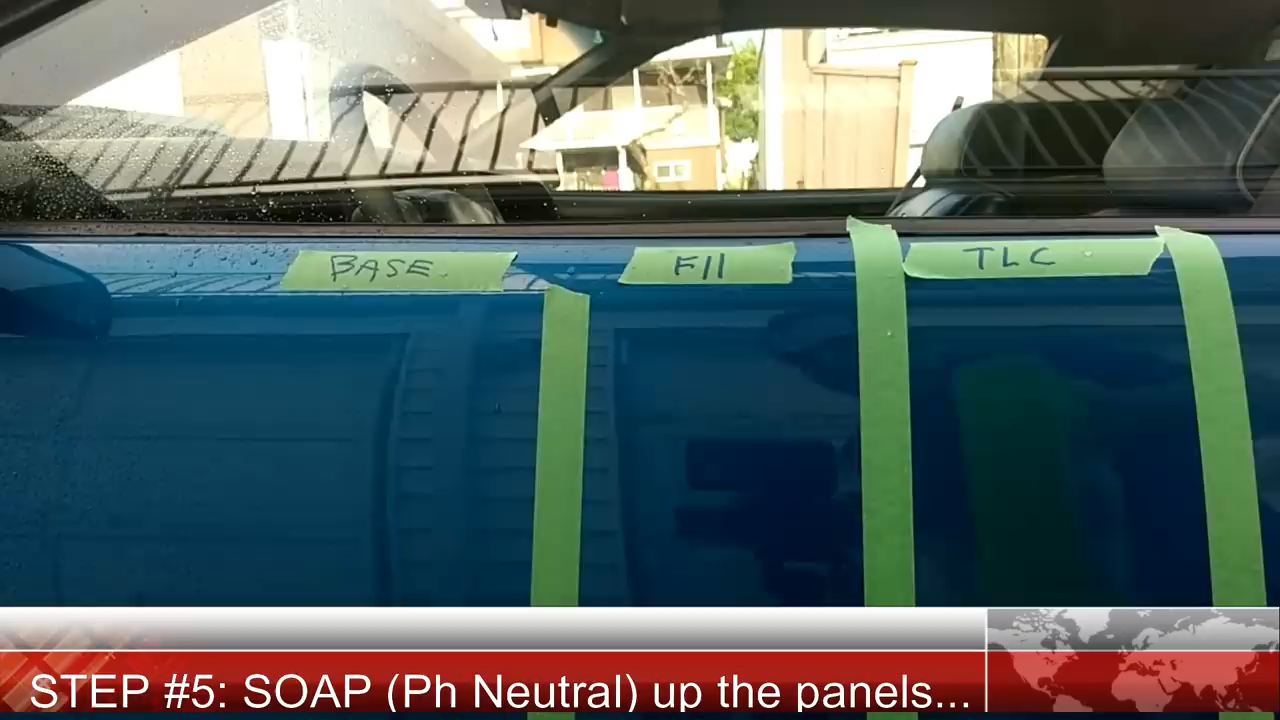 BASE.
F11
TLC
STEP #5: SOAP (Ph Neutral) up the panels...